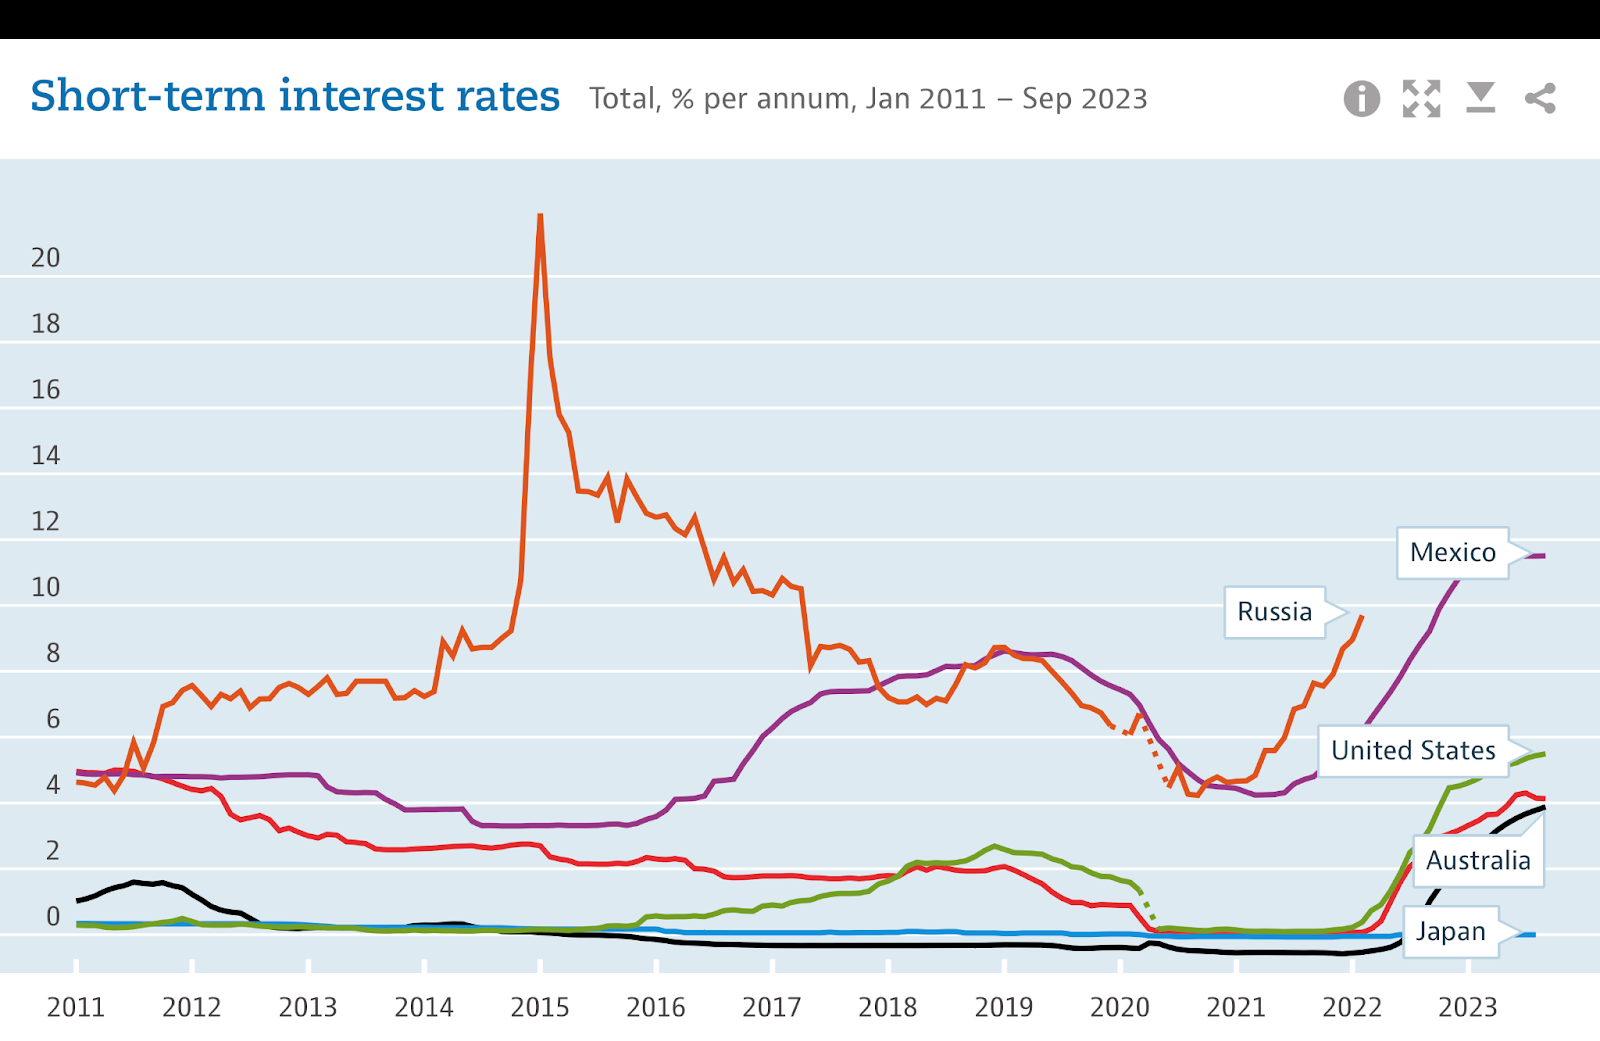 Short-term interest rates Total, % per annum, Jan 2011 – Sep 2023
20
18
16
14
12
Mexico
10
Russia
8
6
United States
4
2
Australia
0
Japan
2011 2012 2013 2014 2015 2016 2017 2018 2019 2020 2021 2022 2023